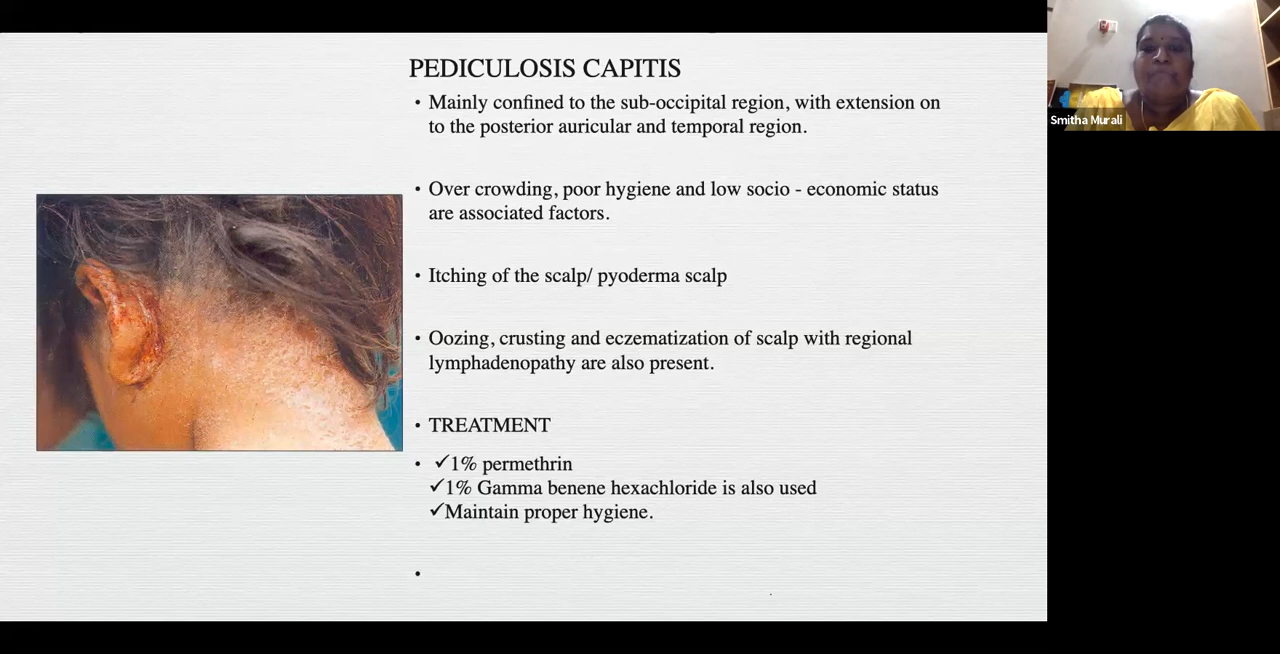 PEDICULOSIS CAPITIS
• Mainly confined to the sub-occipital region, with extension on
to the posterior auricular and temporal region.
• Over crowding, poor hygiene and low socio - economic status
are associated factors.
• Itching of the scalp/ pyoderma scalp
• Oozing, crusting and eczematization of scalp with regional
lymphadenopathy are also present.
• TREATMENT
• ✓1% permethrin
✓1% Gamma benene hexachloride is also used
✓Maintain proper hygiene.
•
Smitha Murali